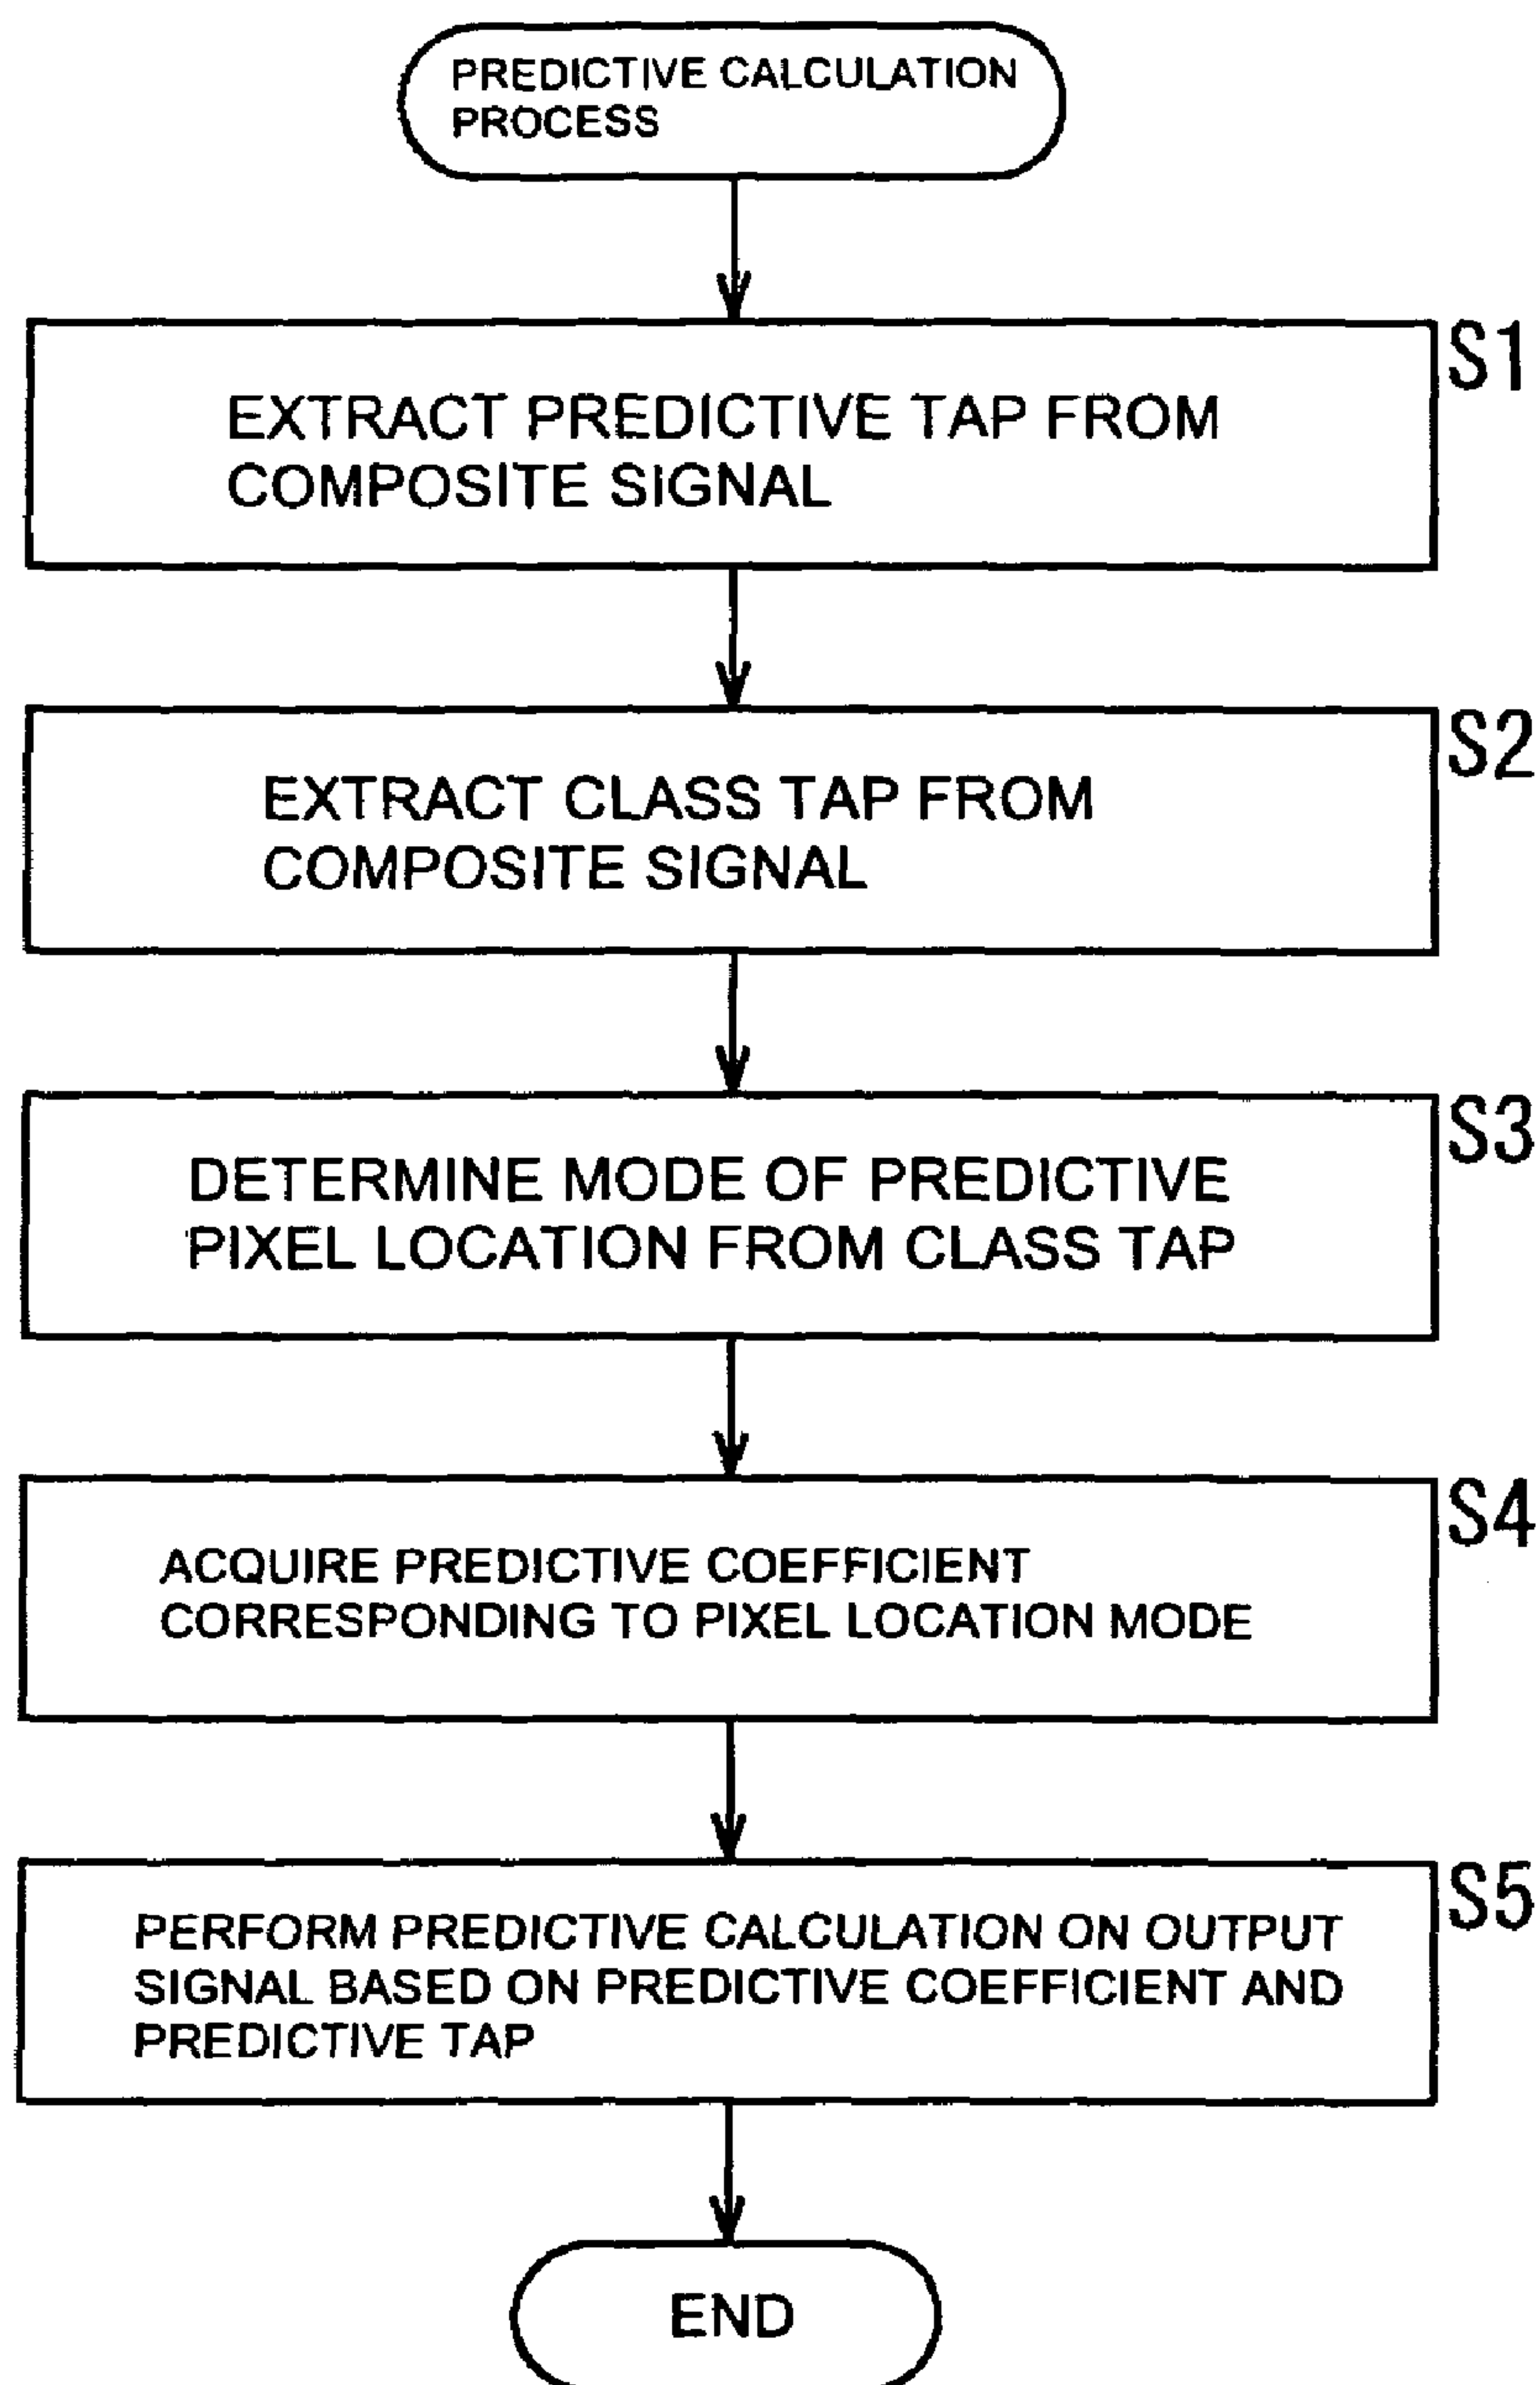 PREDICTIVE CALCULATION
PROCESS
S1
EXTRACT PREDICTIVE TAP FROM
COMPOSITE SIGNAL
S2
EXTRACT CLASS TAP FROM
COMPOSITE SIGNAL
S3
DETERMINE MODE OF PREDICTIVE
PIXEL LOCATION FROM CLASS TAP
S4
ACQUIRE PREDICTIVE COEFFICIENT
CORRESPONDING TO PIXEL LOCATION MODE
S5
PERFORM PREDICTIVE CALCULATION ON OUTPUT
SIGNAL BASED ON PREDICTIVE COEFFICIENT AND
PREDICTIVE TAP
END